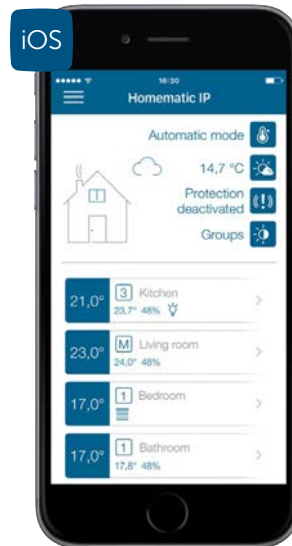 iOS
16:30
Homematic IP
Automatic mode
14,7 °C
Protection
deactivated
Groups
21,0°
3 Kitchen
23,7° 48%
23,0°
M Living room
24,0° 48%
17,0°
1 Bedroom
17,0°
1 Bathroom
17,8° 48%